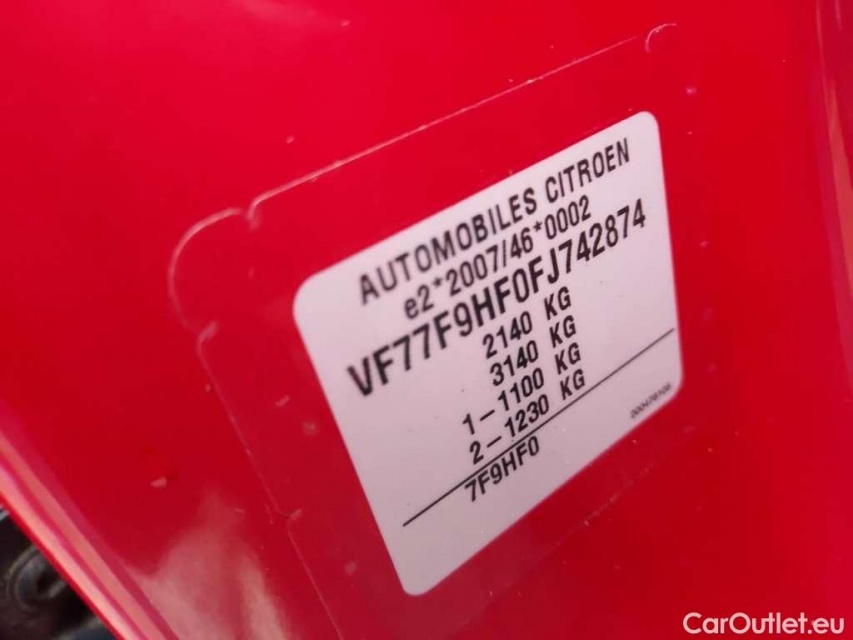 AUTOMOBILES CITROEN
e2*2007/46*0002
VF77F9HF0FJ742874
2140 KG
3140 KG
1-1100 KG
2-1230 KG
7F9HF0
CarOutlet.eu